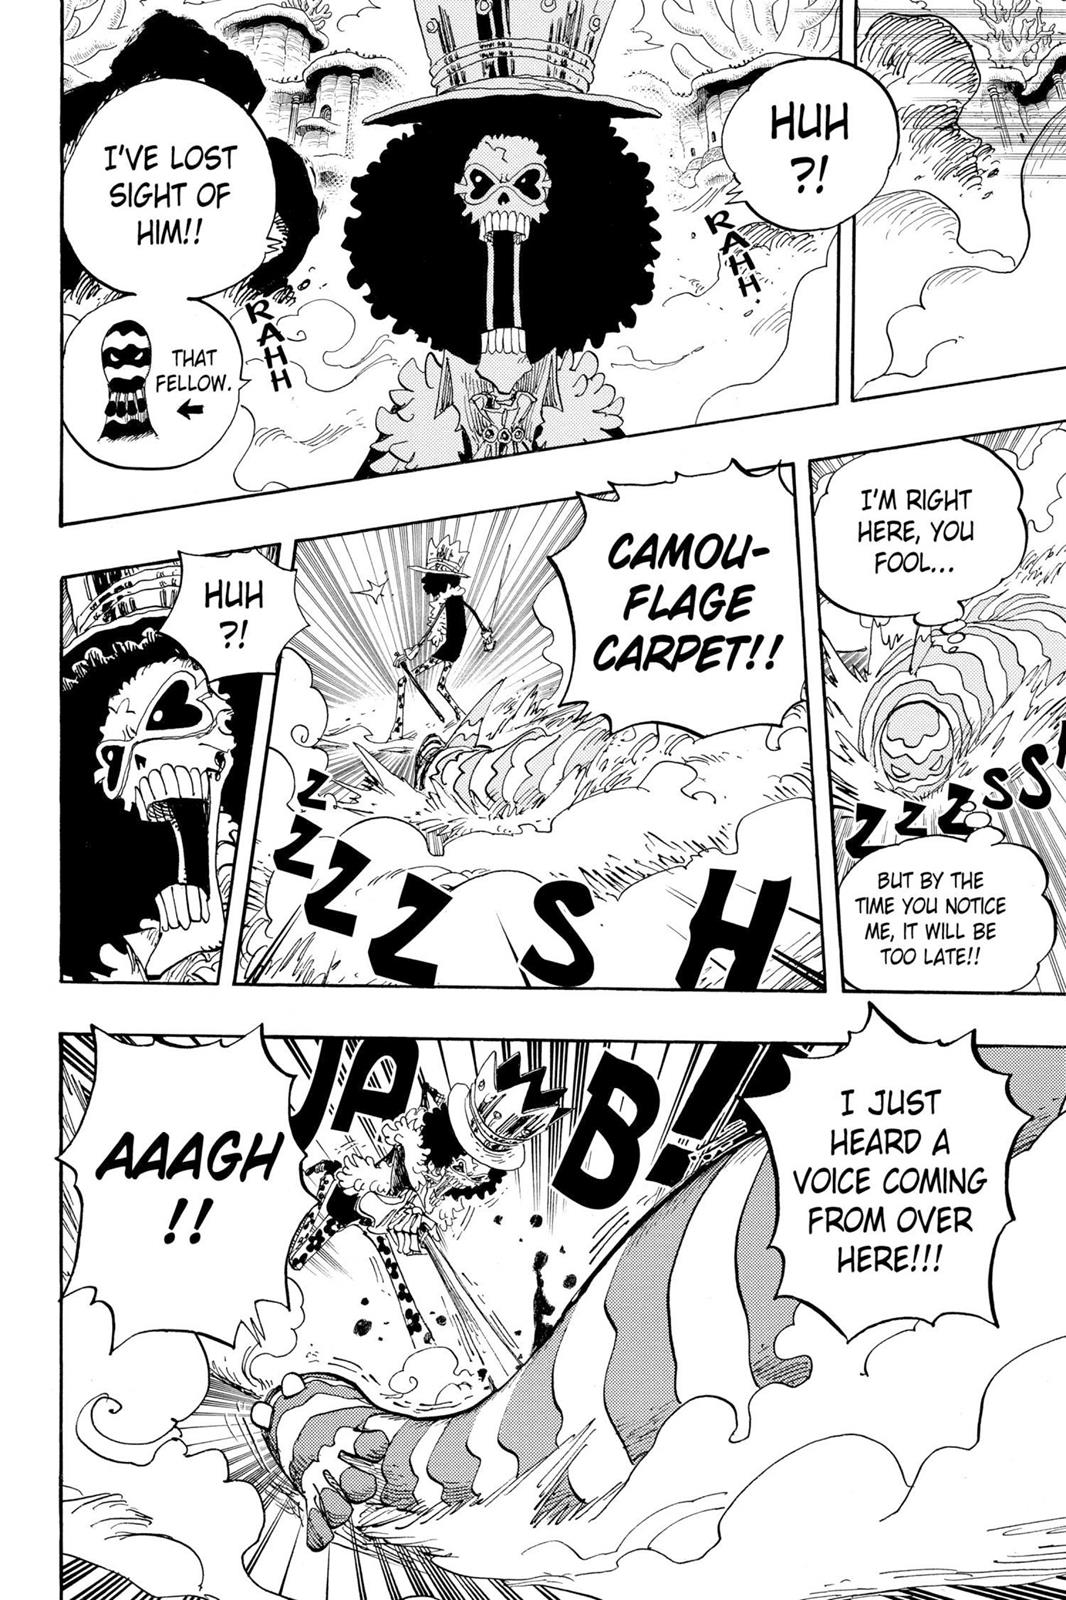 HUH
?!
RAHH.
I'VE LOST
SIGHT OF
HIM!!
RAHH
THAT
FELLOW.
I'M RIGHT
HERE, YOU
FOOL...
ZZZSSH
BUT BY THE
TIME YOU NOTICE
ME, IT WILL BE
TOO LATE!!
CAMOU-
FLAGE
CARPET!!
ZZZZZSH
HUH
?!
I JUST
HEARD A
VOICE COMING
FROM OVER
HERE!!!
B!
AAAGH
!!